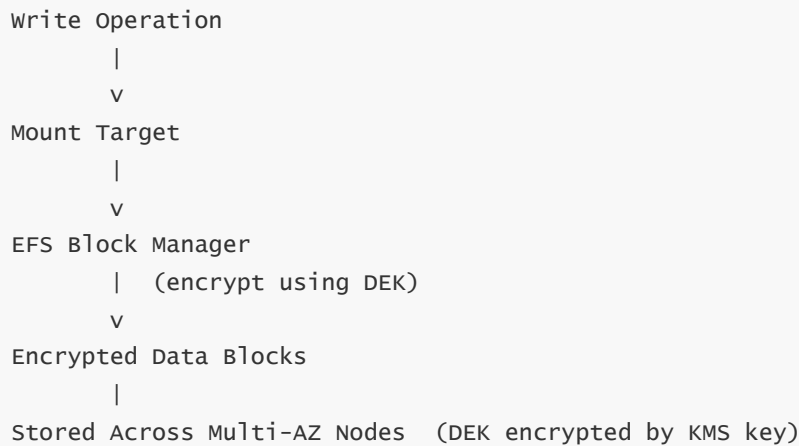 Write Operation
|
v
Mount Target
|
v
EFS Block Manager
| (encrypt using DEK)
v
Encrypted Data Blocks
|
Stored Across Multi-AZ Nodes (DEK encrypted by KMS key)